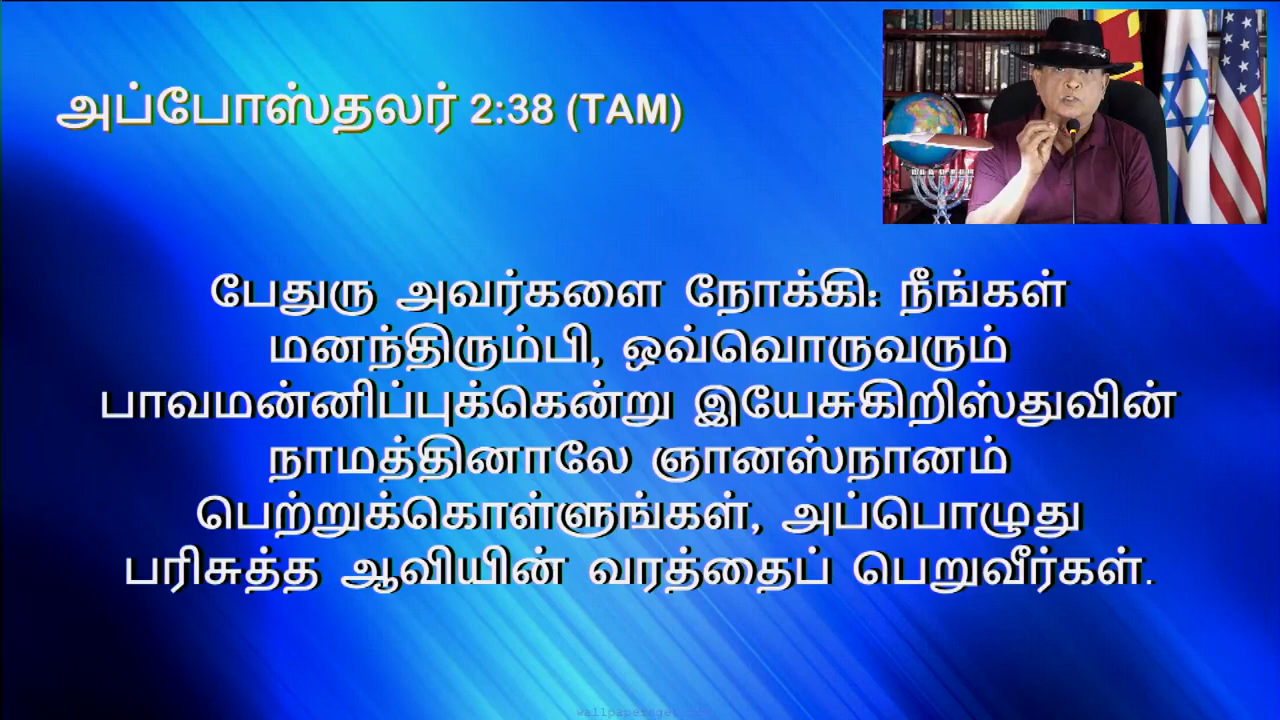 அப்போஸ்தலர் 2:38 (TAM)
பேதுரு அவர்களை நோக்கி: நீங்கள்
மனந்திரும்பி, ஒவ்வொருவரும்
பாவமன்னிப்புக்கென்று இயேசுகிறிஸ்துவின்
நாமத்தினாலே ஞானஸ்நானம்
பெற்றுக்கொள்ளுங்கள், அப்பொழுது
பரிசுத்த ஆவியின் வரத்தைப் பெறுவீர்கள்.